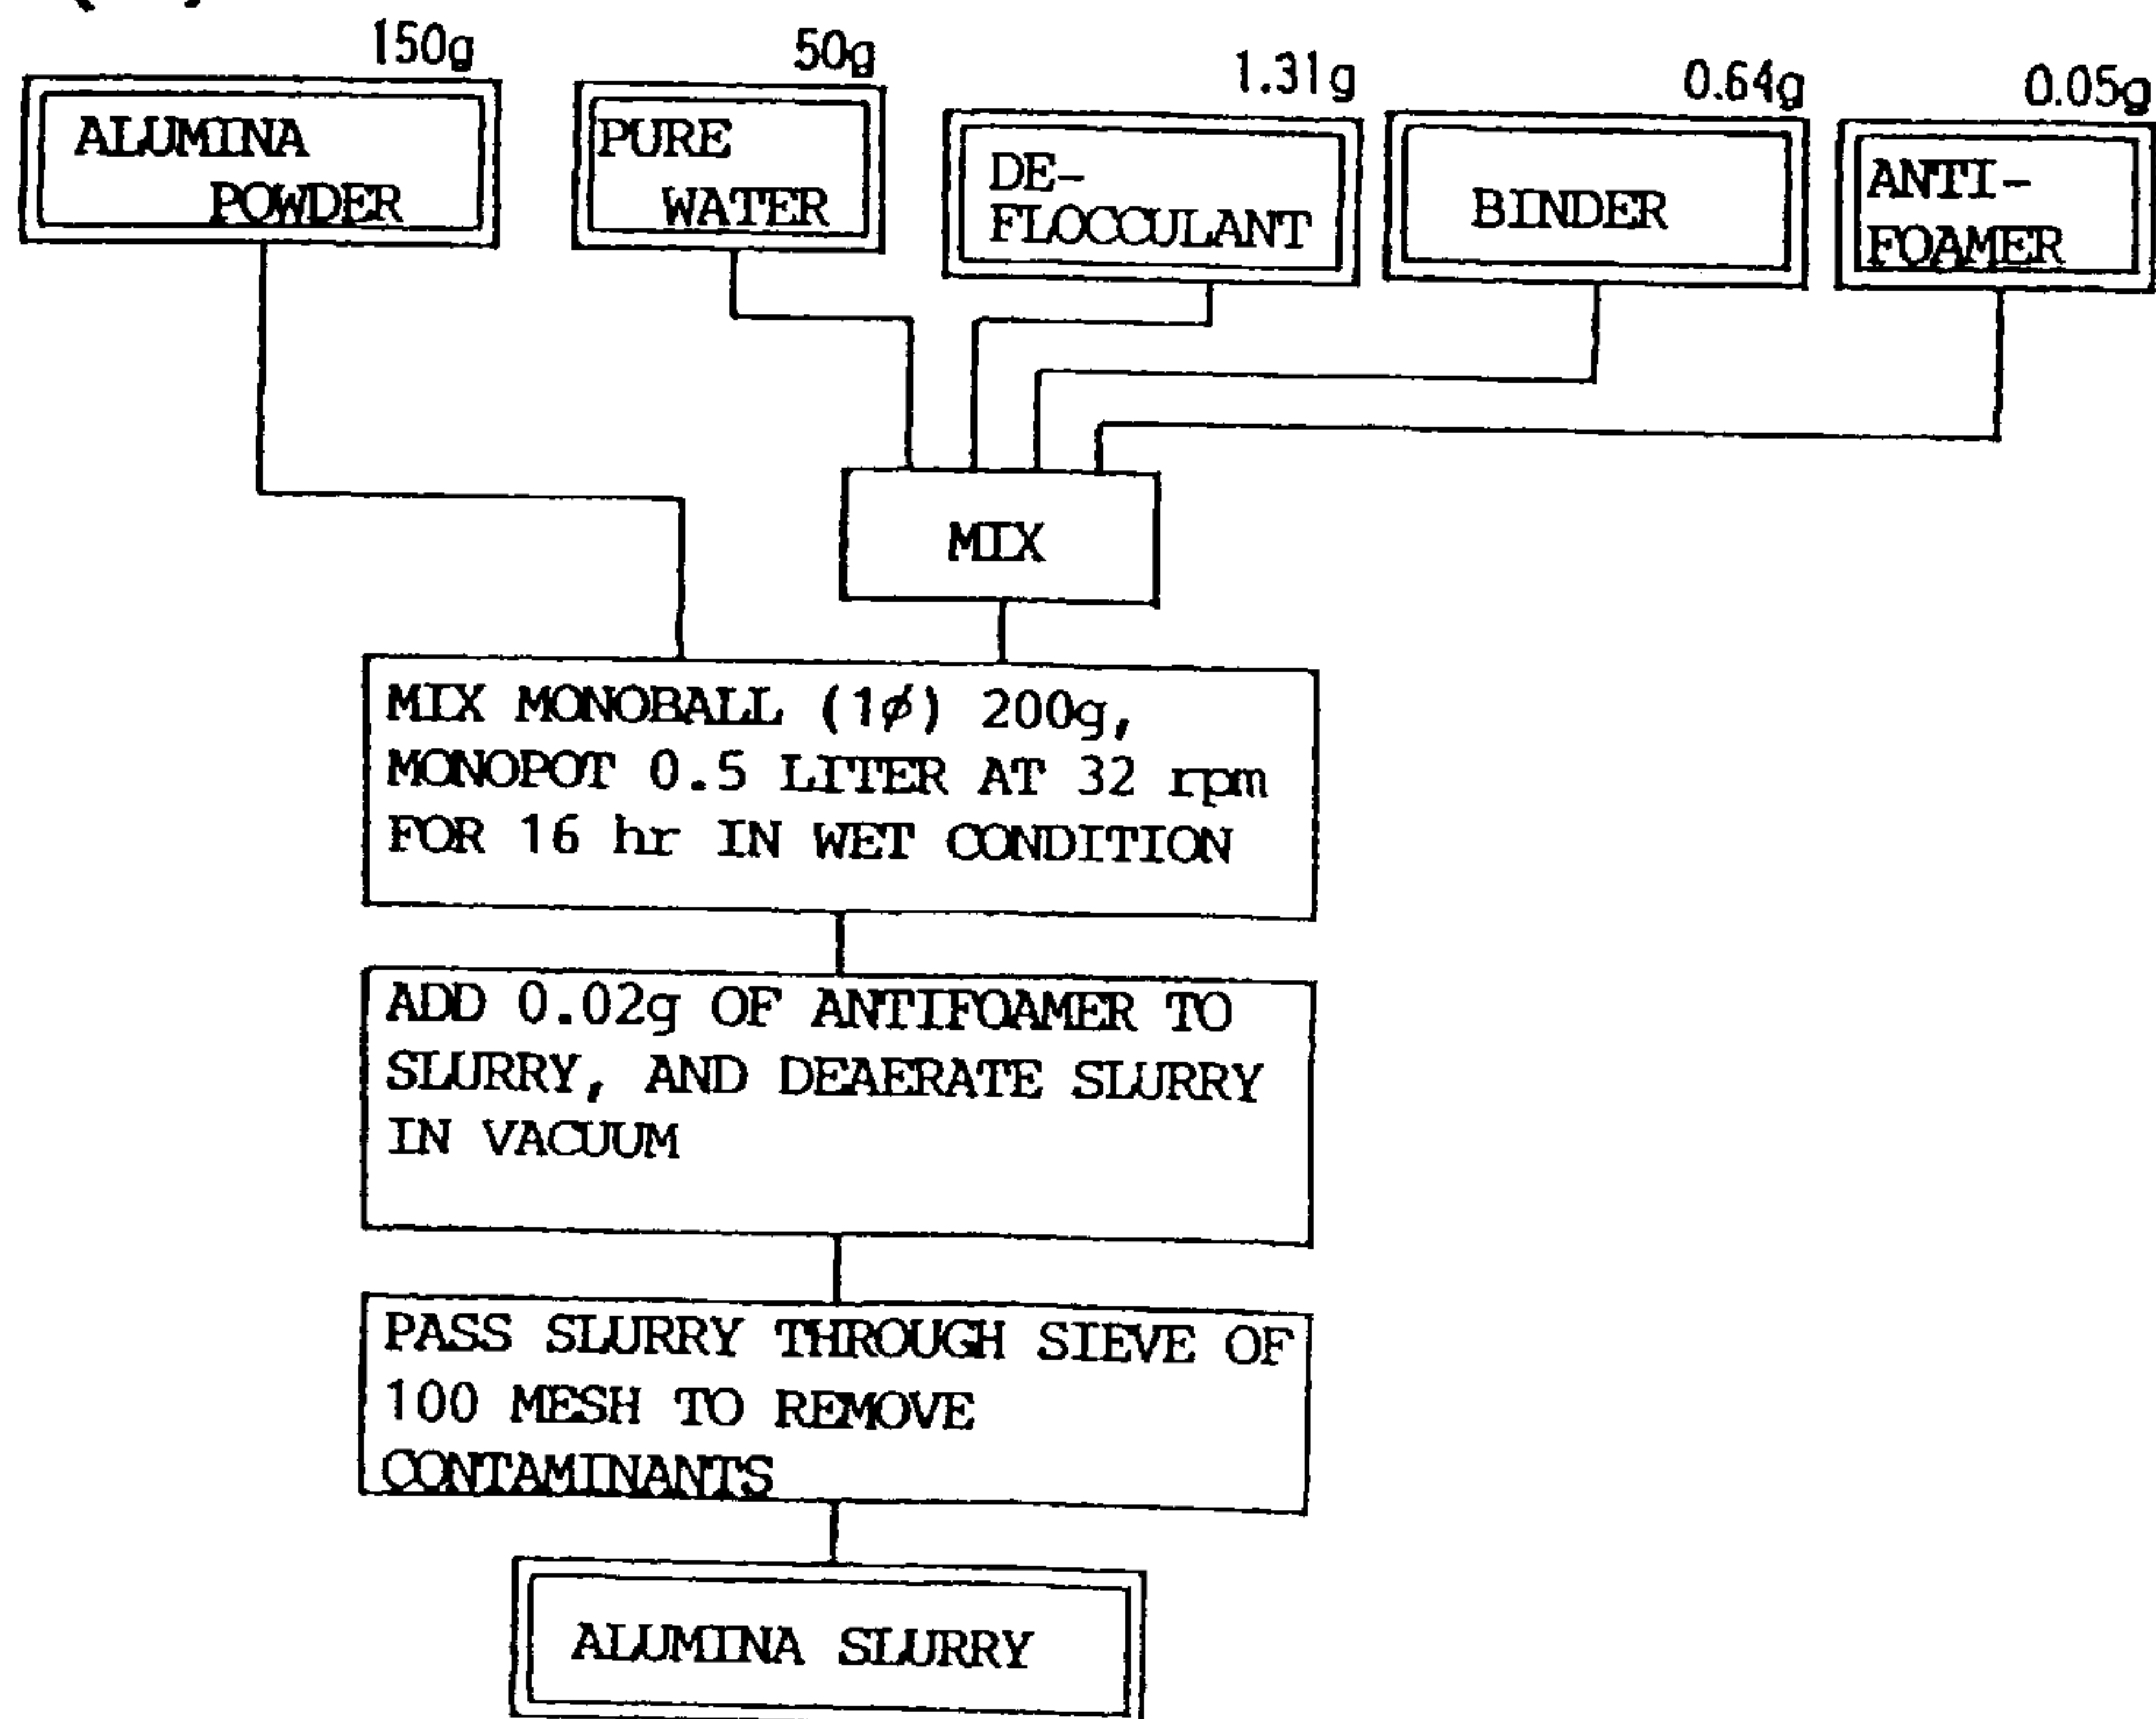 150g
50g
1.31g
0.64g
0.05g
ALUMINA
POWDER
PURE
WATER
DE-
FLOCCULANT
BINDER
ANTI-
FOAMER
MIX
MIX MONOBALL (1ø) 200g,
MONOPOT 0.5 LITER AT 32 rpm
FOR 16 hr IN WET CONDITION
ADD 0.02g OF ANTIFOAMER TO
SLURRY, AND DEAERATE SLURRY
IN VACUUM
PASS SLURRY THROUGH SIEVE OF
100 MESH TO REMOVE
CONTAMINANTS
ALUMINA SLURRY